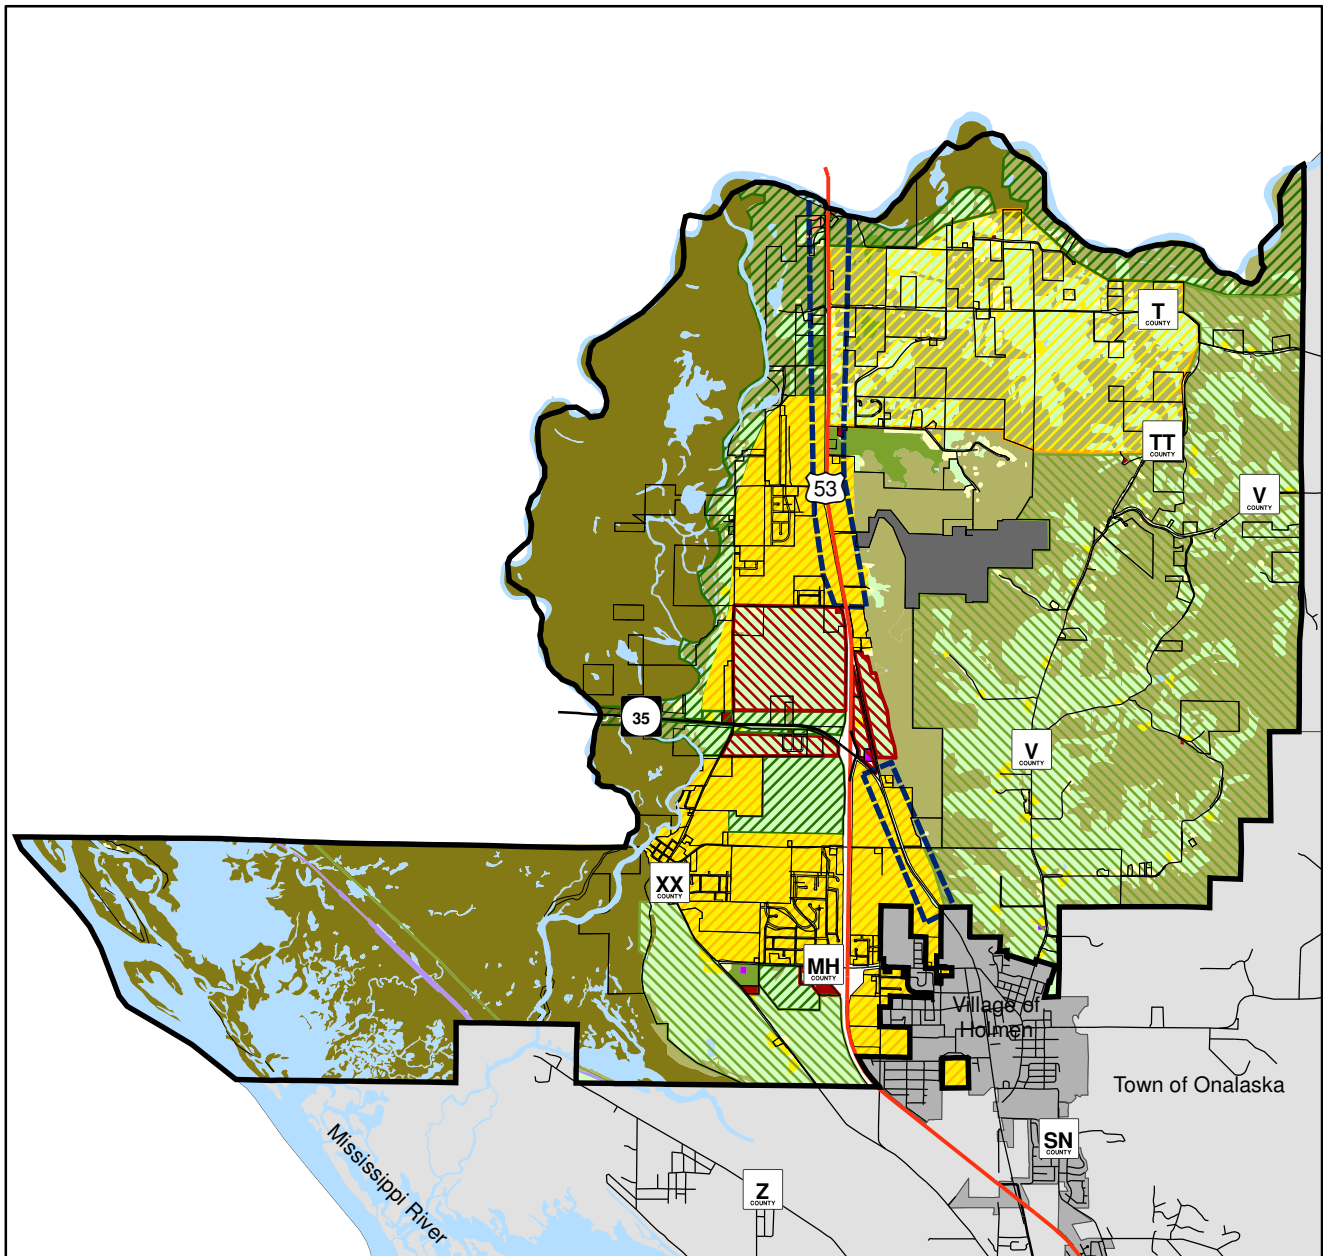 T
COUNTY
TT
COUNTY
V
COUNTY
53
35
V
COUNTY
XX
COUNTY
MH
COUNTY
Village of
Holmen
Town of Onalaska
SN
COUNTY
Mississippi River
Z
COUNTY